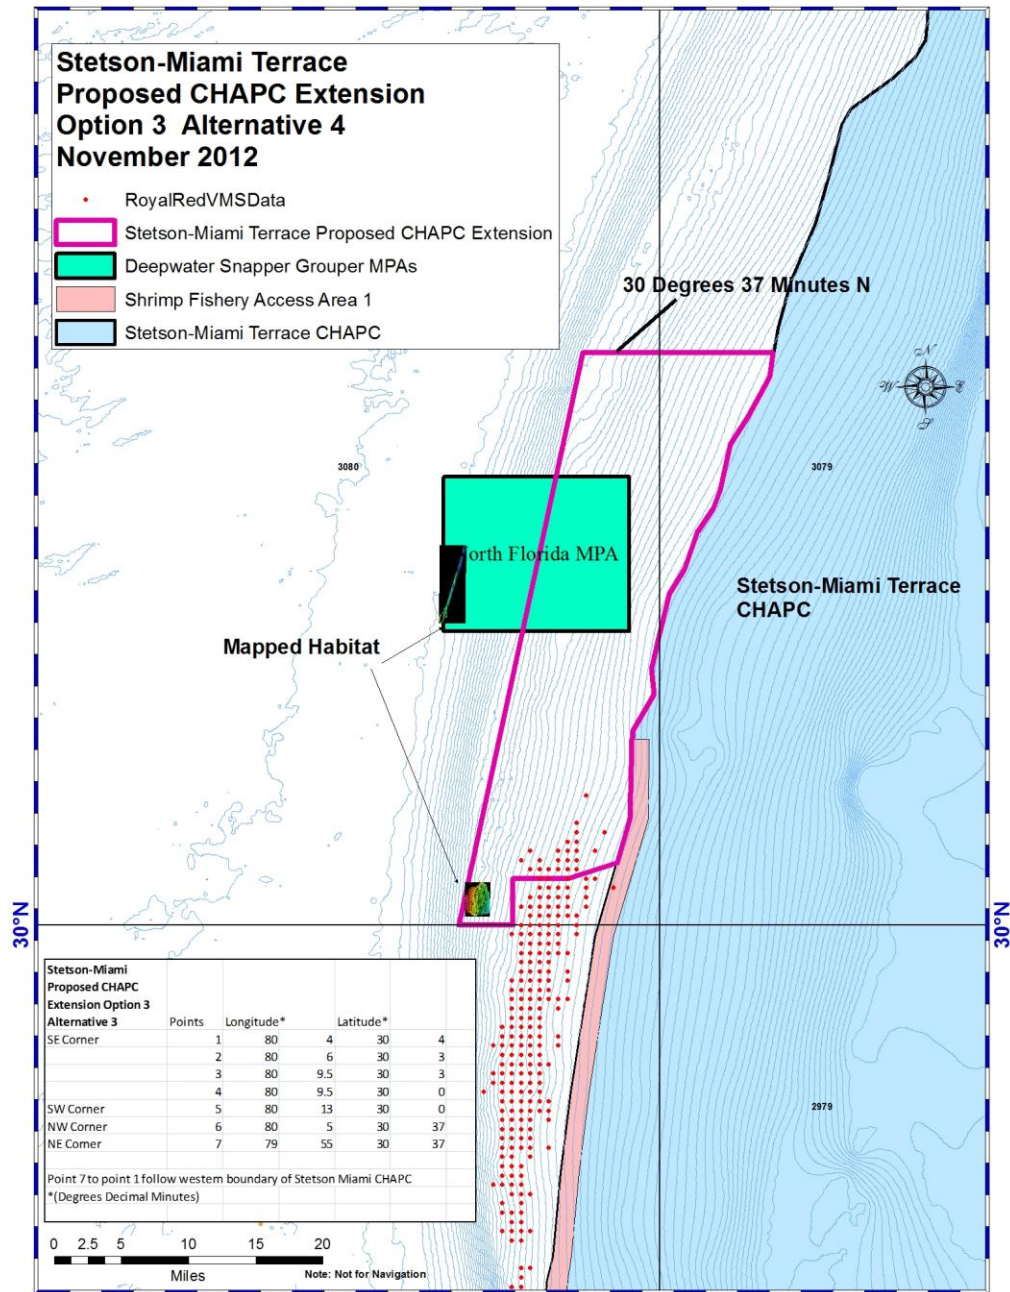 Stetson-Miami Terrace
Proposed CHAPC Extension
Option 3 Alternative 4
November 2012
RoyalRedVMSData
Stetson-Miami Terrace Proposed CHAPC Extension
Deepwater Snapper Grouper MPAs
Shrimp Fishery Access Area 1
Stetson-Miami Terrace CHAPC
30 Degrees 37 Minutes N
N
W E
S
3080
3079
orth Florida MPA
Stetson-Miami Terrace
CHAPC
Mapped Habitat
30°N
30°N
Stetson-Miami
Proposed CHAPC
Extension Option 3
Alternative 3 Points Longitude* Latitude*
SE Corner 1 80 4 30 4
2 80 6 30 3
3 80 9.5 30 3
4 80 9.5 30 0
SW Corner 5 80 13 30 0
NW Corner 6 80 5 30 37
NE Corner 7 79 55 30 37
Point 7 to point 1 follow western boundary of Stetson Miami CHAPC
*(Degrees Decimal Minutes)
2979
0 2.5 5 10 15 20
Miles
Note: Not for Navigation